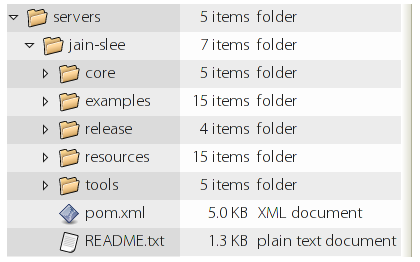 servers 5 items folder
jain-slee 7 items folder
core 5 items folder
examples 15 items folder
release 4 items folder
resources 15 items folder
tools 5 items folder
pom.xml 5.0 KB XML document
README.txt 1.3 KB plain text document